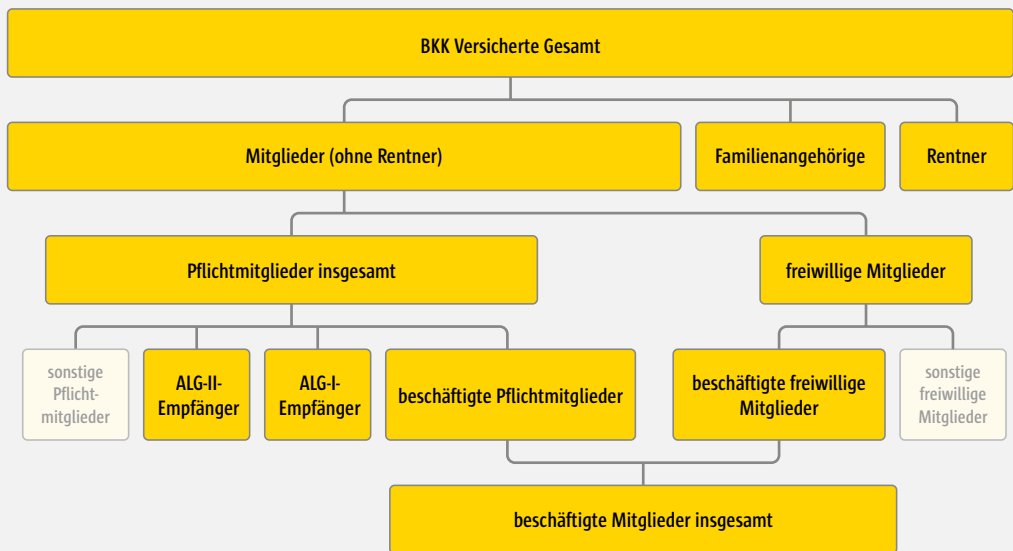 BKK Versicherte Gesamt
Mitglieder (ohne Rentner)
Familienangehörige
Rentner
Pflichtmitglieder insgesamt
freiwillige Mitglieder
sonstige
Pflicht-
mitglieder
ALG-II-
Empfänger
ALG-I-
Empfänger
beschäftigte Pflichtmitglieder
beschäftigte freiwillige
Mitglieder
sonstige
freiwillige
Mitglieder
beschäftigte Mitglieder insgesamt